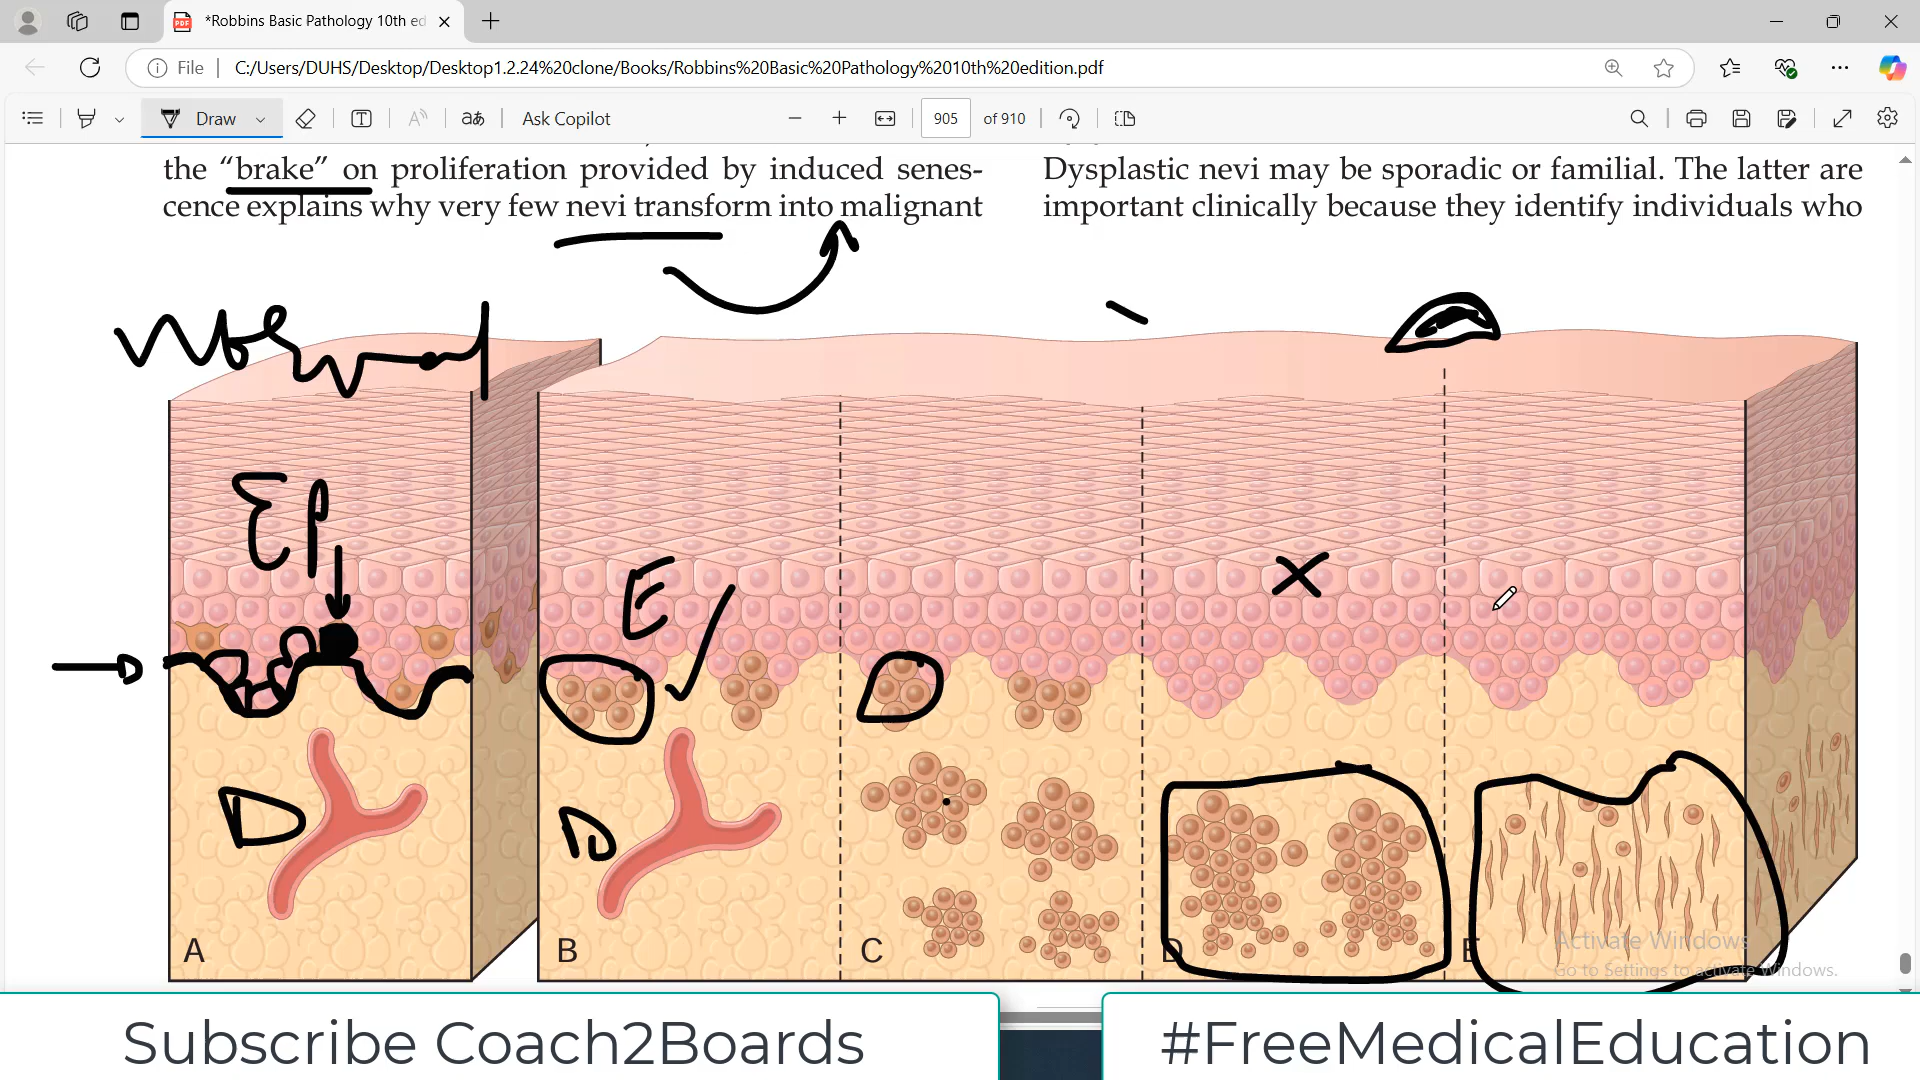 *Robbins Basic Pathology 10th ed
File
C:/Users/DUHS/Desktop/Desktop1.2.24%20clone/Books/Robbins%20Basic%20Pathology%2010th%20edition.pdf
Draw
Ask Copilot
905 of 910
the “brake” on proliferation provided by induced senes-
cence explains why very few nevi transform into malignant
Dysplastic nevi may be sporadic or familial. The latter are
important clinically because they identify individuals who
Normal
Ep
E
D
D
A
B
C
D
E
Activate Windows
Go to Settings to activate Windows.
Subscribe Coach2Boards
#FreeMedicalEducation